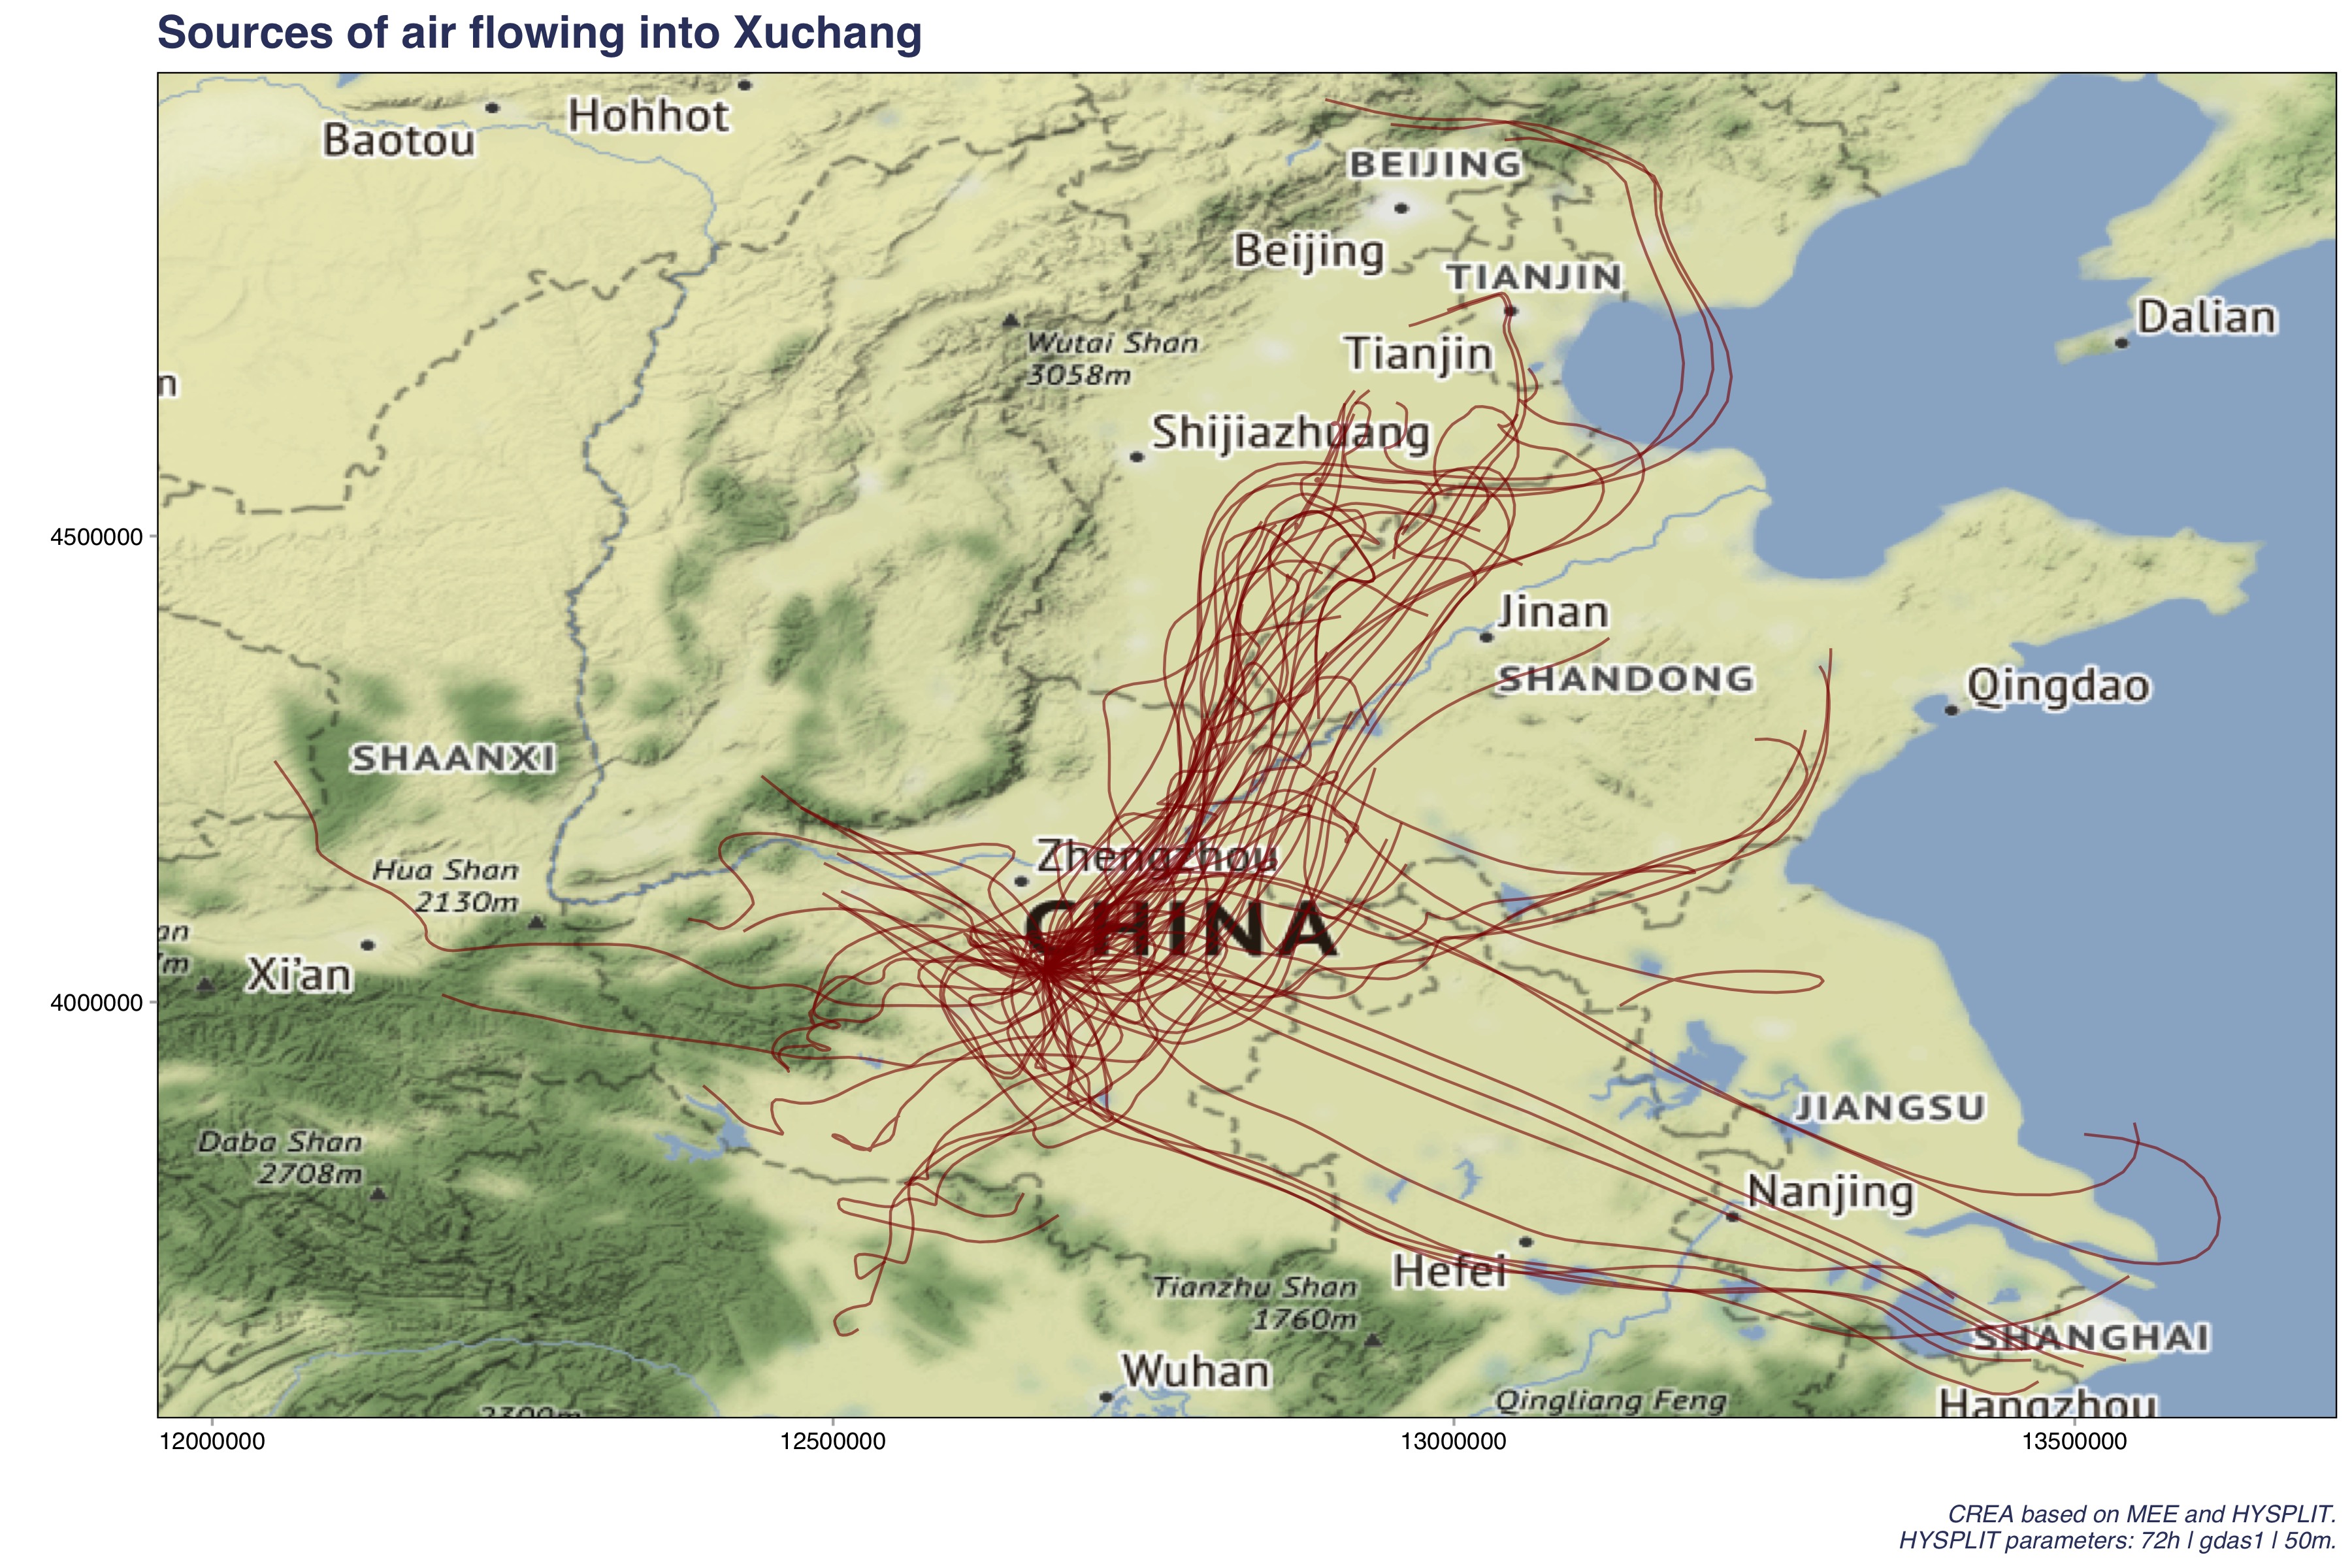 Sources of air flowing into Xuchang
Hohhot
Baotou
BEIJING
Beijing
TIANJIN
Dalian
Tianjin
Wutai Shan
3058m
n
Shijiazhuang
4500000
Jinan
SHANDONG
Qingdao
SHAANXI
Zhengzhou
Hua Shan
2130m
CHINA
an
m
Xi'an
4000000
JIANGSU
Daba Shan
2708m
Nanjing
Hefei
Tianzhu Shan
1760m
SHANGHAI
Wuhan
Qingliang Feng
Hangzhou
12000000
12500000
13000000
13500000
CREA based on MEE and HYSPLIT.
HYSPLIT parameters: 72h | gdas1 | 50m.